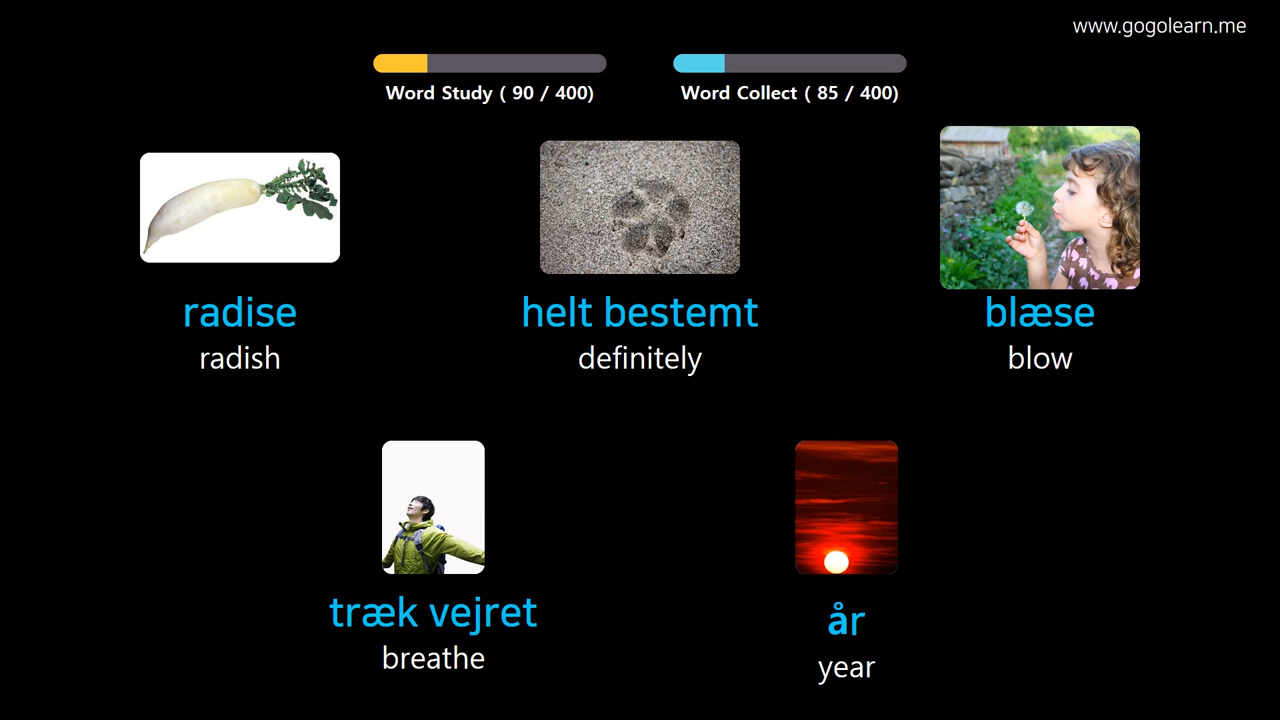 www.gogolearn.me
Word Study ( 90 / 400)
Word Collect ( 85 / 400)
radise
radish
helt bestemt
definitely
blæse
blow
træk vejret
breathe
år
year